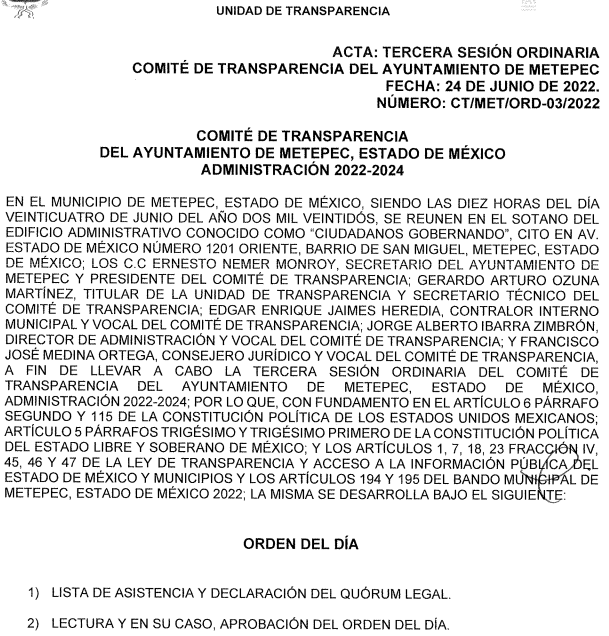 UNIDAD DE TRANSPARENCIA
ACTA: TERCERA SESIÓN ORDINARIA
COMITÉ DE TRANSPARENCIA DEL AYUNTAMIENTO DE METEPEC
FECHA: 24 DE JUNIO DE 2022.
NÚMERO: CT/MET/ORD-03/2022
COMITÉ DE TRANSPARENCIA
DEL AYUNTAMIENTO DE METEPEC, ESTADO DE MÉXICO
ADMINISTRACIÓN 2022-2024
EN EL MUNICIPIO DE METEPEC, ESTADO DE MÉXICO, SIENDO LAS DIEZ HORAS DEL DÍA
VEINTICUATRO DE JUNIO DEL AÑO DOS MIL VEINTIDÓS, SE REUNEN EN EL SOTANO DEL
EDIFICIO ADMINISTRATIVO CONOCIDO COMO “CIUDADANOS GOBERNANDO”, CITO EN AV.
ESTADO DE MÉXICO NÚMERO 1201 ORIENTE, BARRIO DE SAN MIGUEL, METEPEC, ESTADO
DE MÉXICO; LOS C.C ERNESTO NEMER MONROY, SECRETARIO DEL AYUNTAMIENTO DE
METEPEC Y PRESIDENTE DEL COMITÉ DE TRANSPARENCIA; GERARDO ARTURO OZUNA
MARTÍNEZ, TITULAR DE LA UNIDAD DE TRANSPARENCIA Y SECRETARIO TÉCNICO DEL
COMITÉ DE TRANSPARENCIA; EDGAR ENRIQUE JAIMES HEREDIA, CONTRALOR INTERNO
MUNICIPAL Y VOCAL DEL COMITÉ DE TRANSPARENCIA; JORGE ALBERTO IBARRA ZIMBRÓN,
DIRECTOR DE ADMINISTRACIÓN Y VOCAL DEL COMITÉ DE TRANSPARENCIA; Y FRANCISCO
JOSÉ MEDINA ORTEGA, CONSEJERO JURÍDICO Y VOCAL DEL COMITÉ DE TRANSPARENCIA,
A FIN DE LLEVAR A CABO LA TERCERA SESIÓN ORDINARIA DEL COMITÉ DE
TRANSPARENCIA DEL AYUNTAMIENTO DE METEPEC, ESTADO DE MÉXICO,
ADMINISTRACIÓN 2022-2024; POR LO QUE, CON FUNDAMENTO EN EL ARTÍCULO 6 PÁRRAFO
SEGUNDO Y 115 DE LA CONSTITUCIÓN POLÍTICA DE LOS ESTADOS UNIDOS MEXICANOS;
ARTÍCULO 5 PÁRRAFOS TRIGÉSIMO Y TRIGÉSIMO PRIMERO DE LA CONSTITUCIÓN POLÍTICA
DEL ESTADO LIBRE Y SOBERANO DE MÉXICO; Y LOS ARTÍCULOS 1, 7, 18, 23 FRACCIÓN IV,
45, 46 Y 47 DE LA LEY DE TRANSPARENCIA Y ACCESO A LA INFORMACIÓN PÚBLICA DEL
ESTADO DE MÉXICO Y MUNICIPIOS Y LOS ARTÍCULOS 194 Y 195 DEL BANDO MUNICIPAL DE
METEPEC, ESTADO DE MÉXICO 2022; LA MISMA SE DESARROLLA BAJO EL SIGUIENTE:
ORDEN DEL DÍA
1) LISTA DE ASISTENCIA Y DECLARACIÓN DEL QUÓRUM LEGAL.
2) LECTURA Y EN SU CASO, APROBACIÓN DEL ORDEN DEL DÍA.